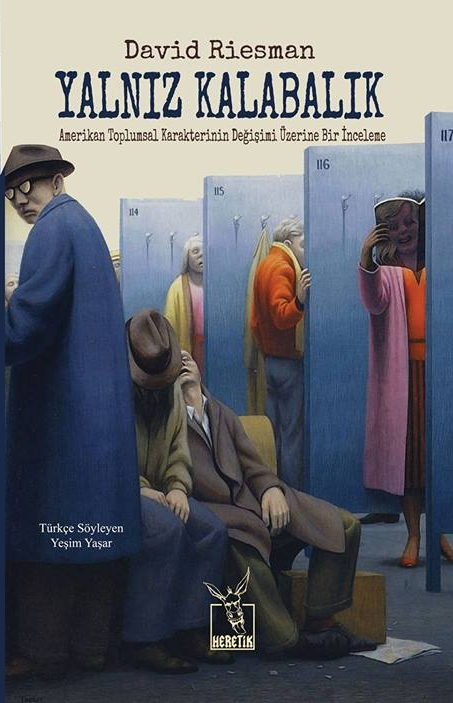 David Riesman
YALNIZ KALABALIK
Amerikan Toplumsal Karakterinin Değişimi Üzerine Bir İnceleme
114
115
116
117
Türkçe Söyleyen
Yeşim Yaşar
HERETİK